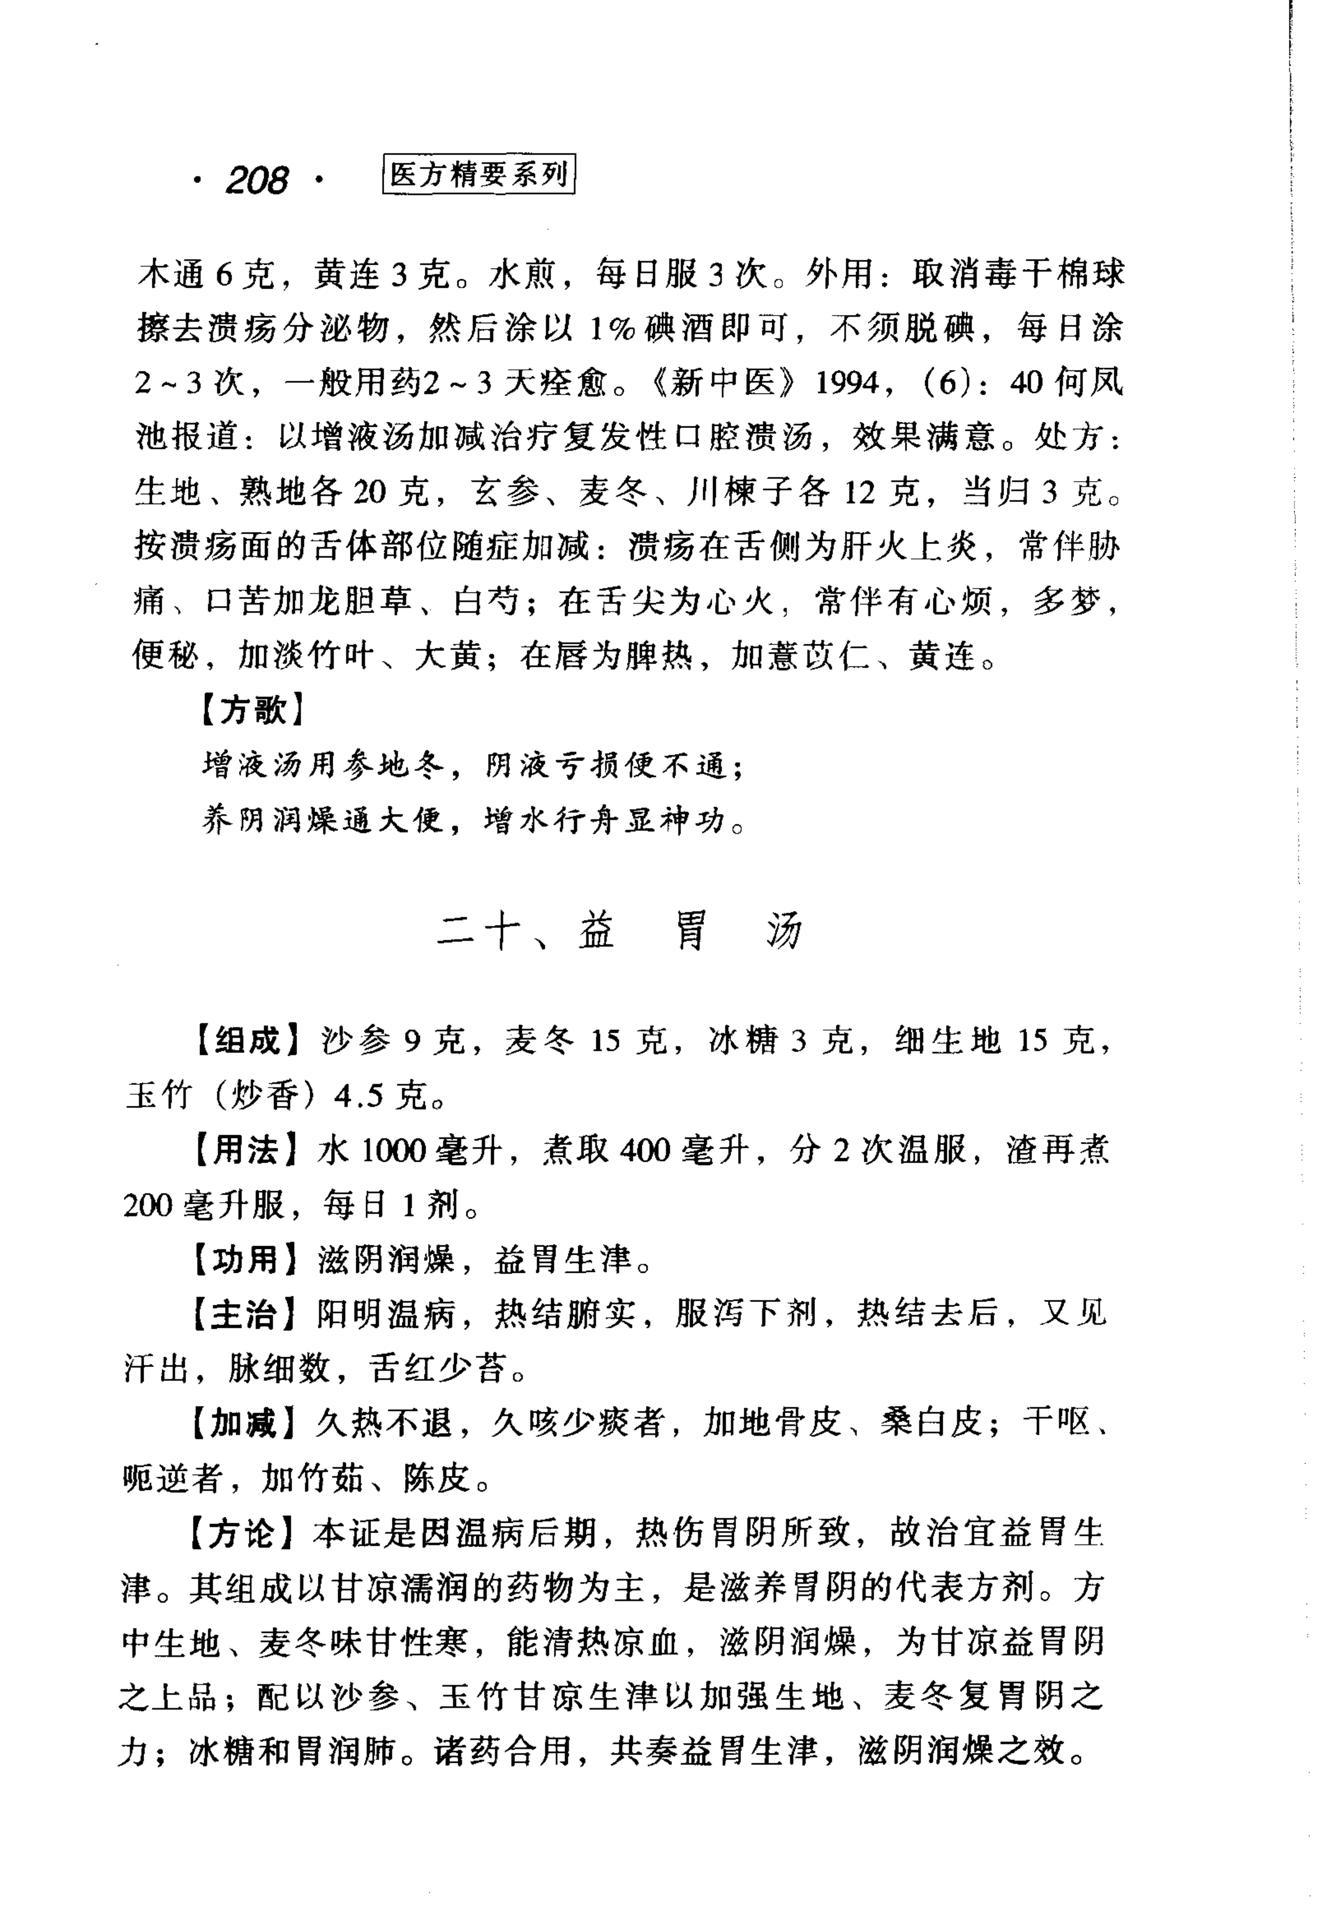 · 208 · 医方精要系列
木通 6 克，黄连 3 克。水煎，每日服 3 次。外用：取消毒干棉球
擦去溃疡分泌物，然后涂以 1%碘酒即可，不须脱碘，每日涂
2～3 次，一般用药2～3 天痊愈。《新中医》1994，（6）：40 何凤
池报道：以增液汤加减治疗复发性口腔溃汤，效果满意。处方：
生地、熟地各 20 克，玄参、麦冬、川楝子各 12 克，当归 3 克。
按溃疡面的舌体部位随症加减：溃疡在舌侧为肝火上炎，常伴胁
痛、口苦加龙胆草、白芍；在舌尖为心火，常伴有心烦，多梦，
便秘，加淡竹叶、大黄；在唇为脾热，加薏苡仁、黄连。
【方歌】
增液汤用参地冬，阴液亏损便不通；
养阴润燥通大便，增水行舟显神功。
二十、益 胃 汤
【组成】沙参 9 克，麦冬 15 克，冰糖 3 克，细生地 15 克，
玉竹（炒香）4.5 克。
【用法】水 1000 毫升，煮取 400 毫升，分 2 次温服，渣再煮
200 毫升服，每日 1 剂。
【功用】滋阴润燥，益胃生津。
【主治】阳明温病，热结腑实，服泻下剂，热结去后，又见
汗出，脉细数，舌红少苔。
【加减】久热不退，久咳少痰者，加地骨皮、桑白皮；干呕、
呃逆者，加竹茹、陈皮。
【方论】本证是因温病后期，热伤胃阴所致，故治宜益胃生
津。其组成以甘凉濡润的药物为主，是滋养胃阴的代表方剂。方
中生地、麦冬味甘性寒，能清热凉血，滋阴润燥，为甘凉益胃阴
之上品；配以沙参、玉竹甘凉生津以加强生地、麦冬复胃阴之
力；冰糖和胃润肺。诸药合用，共奏益胃生津，滋阴润燥之效。